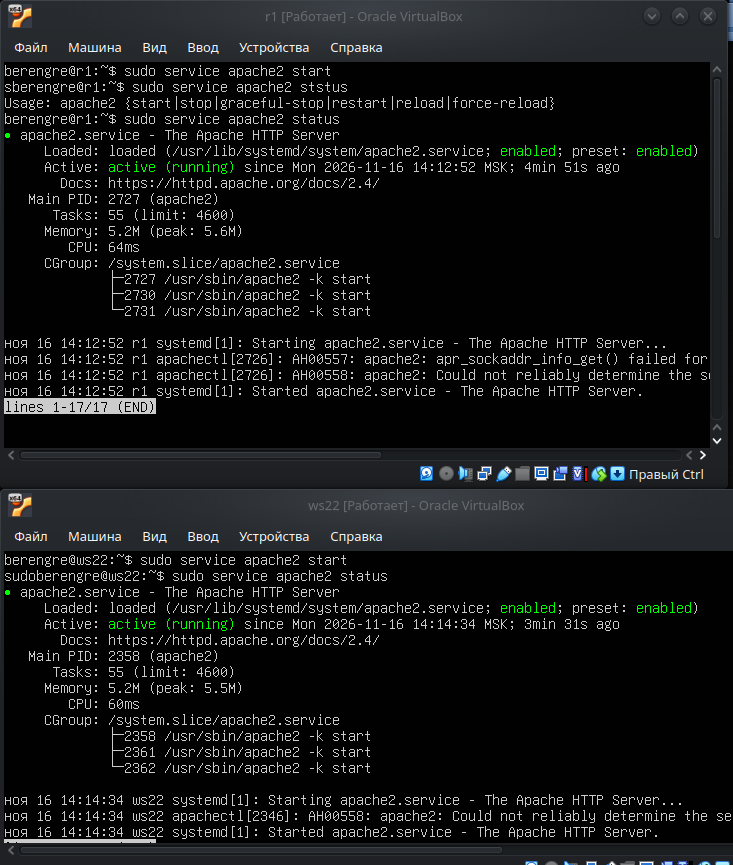 r1 [Работает] - Oracle VirtualBox
Файл Машина Вид Ввод Устройства Справка
berengre@r1:~$ sudo service apache2 start
sberengre@r1:~$ sudo service apache2 ststus
Usage: apache2 {start|stop|graceful-stop|restart|reload|force-reload}
berengre@r1:~$ sudo service apache2 status
● apache2.service - The Apache HTTP Server
Loaded: loaded (/usr/lib/systemd/system/apache2.service; enabled; preset: enabled)
Active: active (running) since Mon 2026-11-16 14:12:52 MSK; 4min 51s ago
Docs: https://httpd.apache.org/docs/2.4/
Main PID: 2727 (apache2)
Tasks: 55 (limit: 4600)
Memory: 5.2M (peak: 5.6M)
CPU: 64ms
CGroup: /system.slice/apache2.service
├─2727 /usr/sbin/apache2 -k start
├─2730 /usr/sbin/apache2 -k start
└─2731 /usr/sbin/apache2 -k start
ноя 16 14:12:52 r1 systemd[1]: Starting apache2.service - The Apache HTTP Server...
ноя 16 14:12:52 r1 apachectl[2726]: AH00557: apache2: apr_sockaddr_info_get() failed for
ноя 16 14:12:52 r1 apachectl[2726]: AH00558: apache2: Could not reliably determine the se
ноя 16 14:12:52 r1 systemd[1]: Started apache2.service - The Apache HTTP Server.
lines 1-17/17 (END)
Правый Ctrl
ws22 [Работает] - Oracle VirtualBox
Файл Машина Вид Ввод Устройства Справка
berengre@ws22:~$ sudo service apache2 start
sudoberengre@ws22:~$ sudo service apache2 status
● apache2.service - The Apache HTTP Server
Loaded: loaded (/usr/lib/systemd/system/apache2.service; enabled; preset: enabled)
Active: active (running) since Mon 2026-11-16 14:14:34 MSK; 3min 31s ago
Docs: https://httpd.apache.org/docs/2.4/
Main PID: 2358 (apache2)
Tasks: 55 (limit: 4600)
Memory: 5.2M (peak: 5.5M)
CPU: 60ms
CGroup: /system.slice/apache2.service
├─2358 /usr/sbin/apache2 -k start
├─2361 /usr/sbin/apache2 -k start
└─2362 /usr/sbin/apache2 -k start
ноя 16 14:14:34 ws22 systemd[1]: Starting apache2.service - The Apache HTTP Server...
ноя 16 14:14:34 ws22 apachectl[2346]: AH00558: apache2: Could not reliably determine the se
ноя 16 14:14:34 ws22 systemd[1]: Started apache2.service - The Apache HTTP Server.